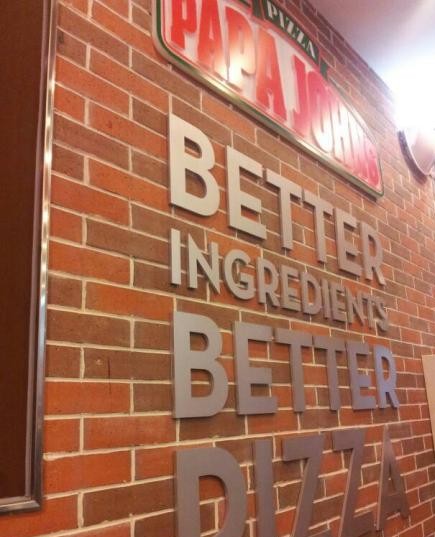 PIZZA
PAPA JOHNS
BETTER
INGREDIENTS
BETTER
PIZZA